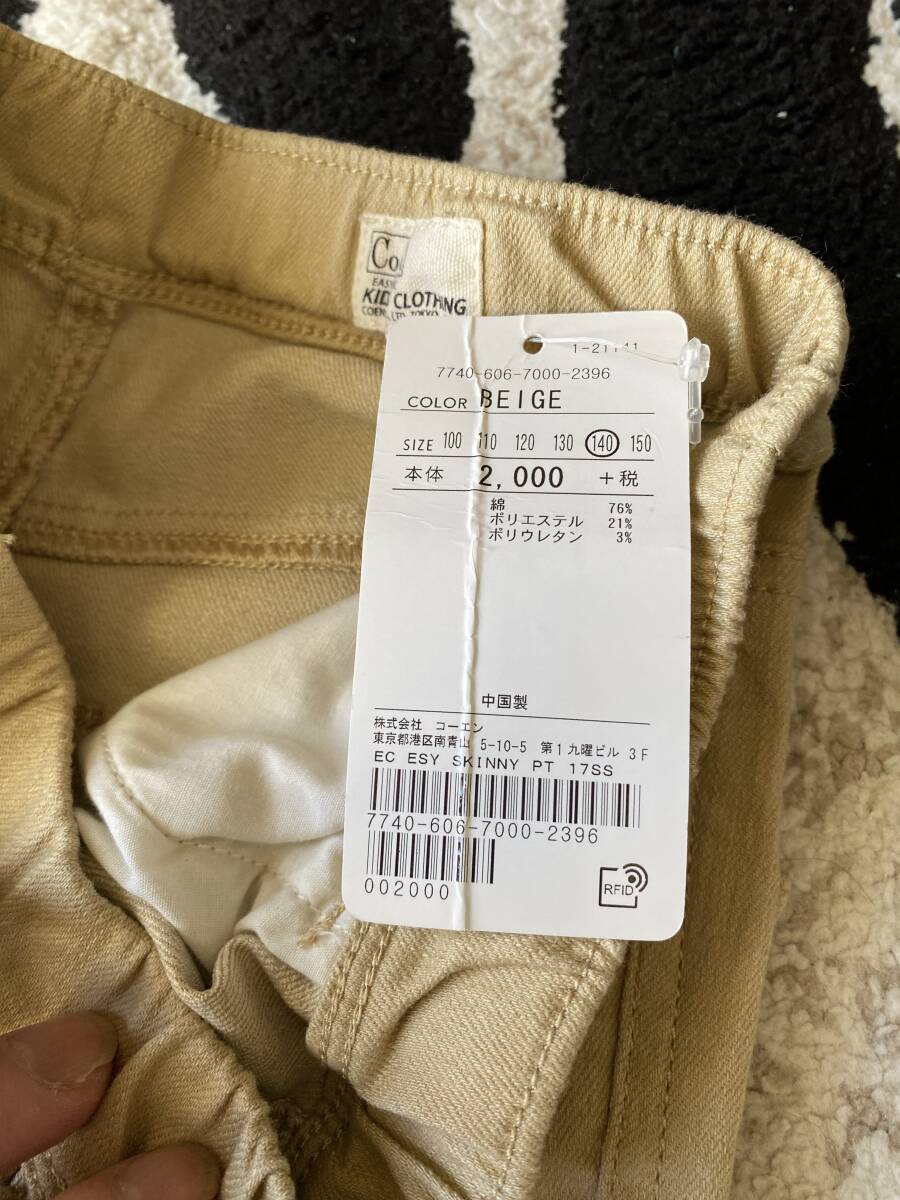 Co
KID CLOTHING
7740-606-7000-2396
COLOR BEIGE
SIZE 100 110 120 130 140 150
本体 2,000 +税
綿 76%
ポリエステル 21%
ポリウレタン 3%
中国製
株式会社 コーエン
東京都港区南青山 5-10-5 第1九曜ビル 3F
EC ESY SKINNY PT 17SS
7740-606-7000-2396
002000
RFID